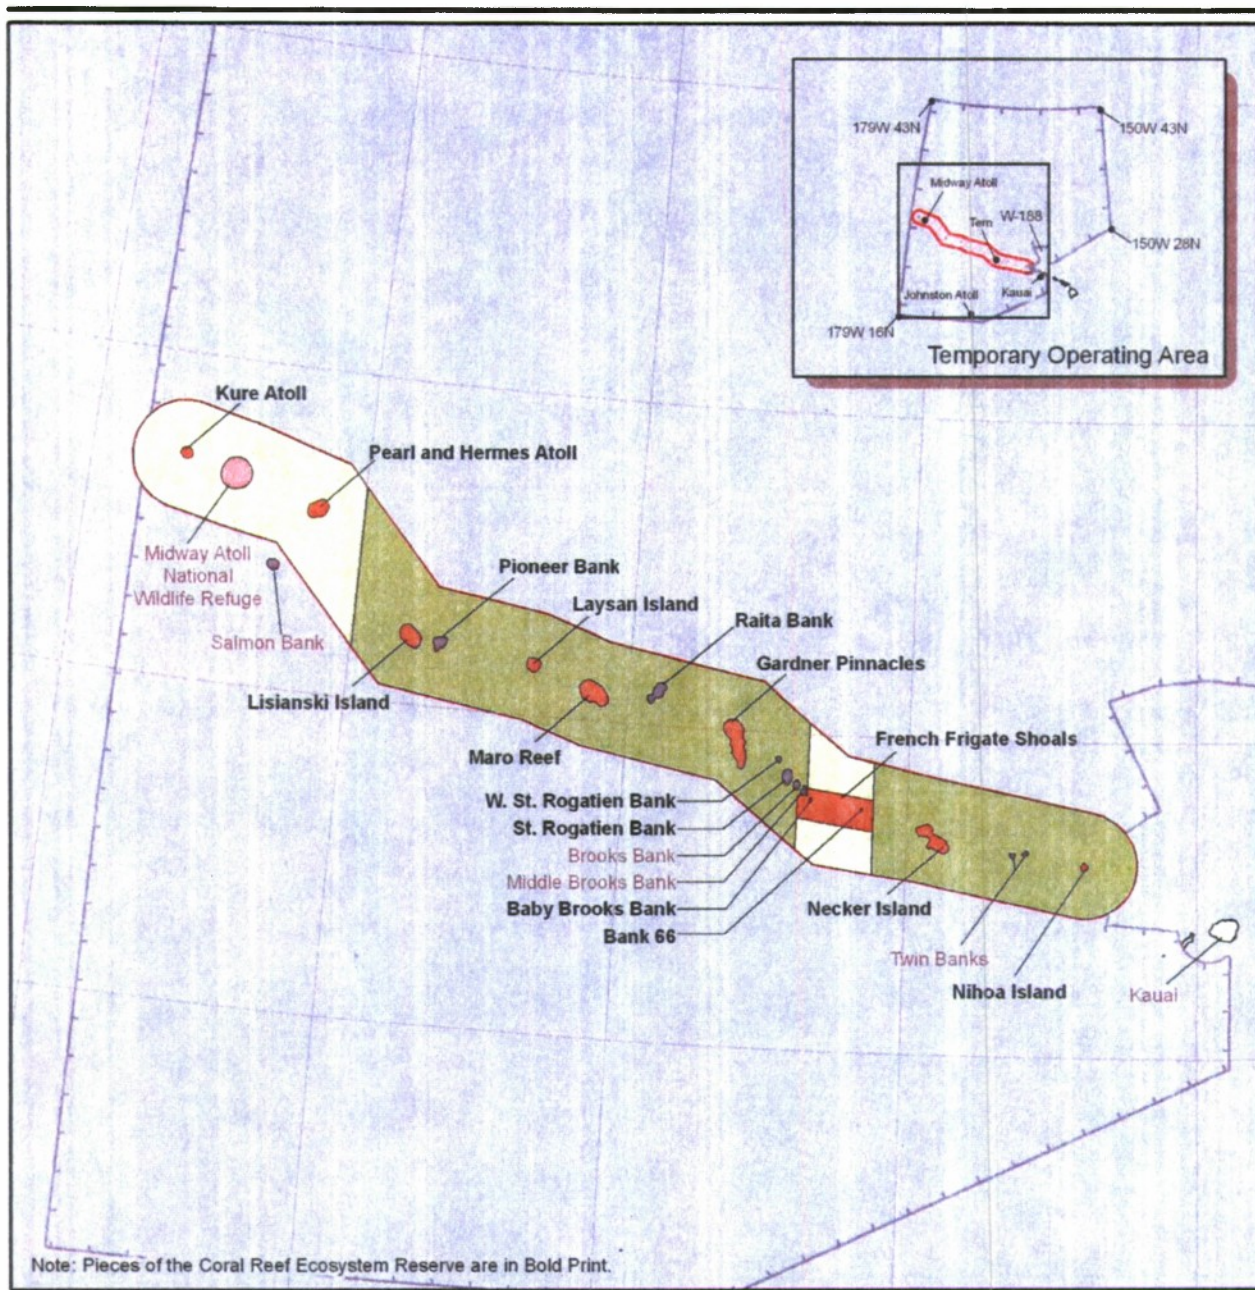 179W 43N
150W 43N
Midway Atoll
Tern
W-188
150W 28N
Johnston Atoll
Kauai
179W 16N
Temporary Operating Area
Kure Atoll
Pearl and Hermes Atoll
Midway Atoll
National
Wildlife Refuge
Salmon Bank
Pioneer Bank
Laysan Island
Raita Bank
Gardner Pinnacles
Lisianski Island
Maro Reef
French Frigate Shoals
W. St. Rogatien Bank
St. Rogatien Bank
Brooks Bank
Middle Brooks Bank
Baby Brooks Bank
Bank 66
Necker Island
Twin Banks
Nihoa Island
Kauai
Note: Pieces of the Coral Reef Ecosystem Reserve are in Bold Print.